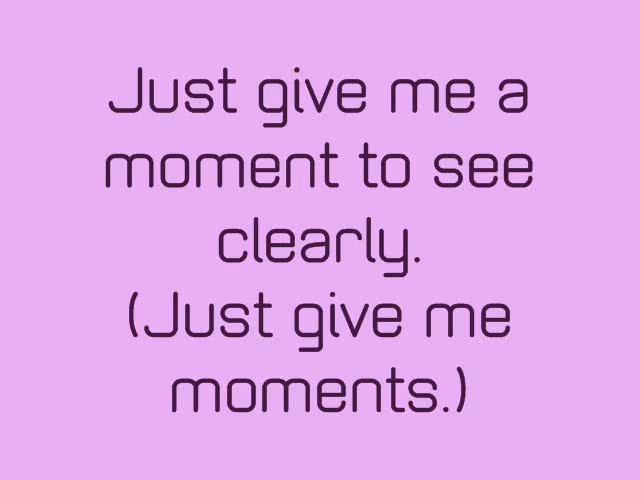 Just give me a
moment to see
clearly.
(Just give me
moments.)